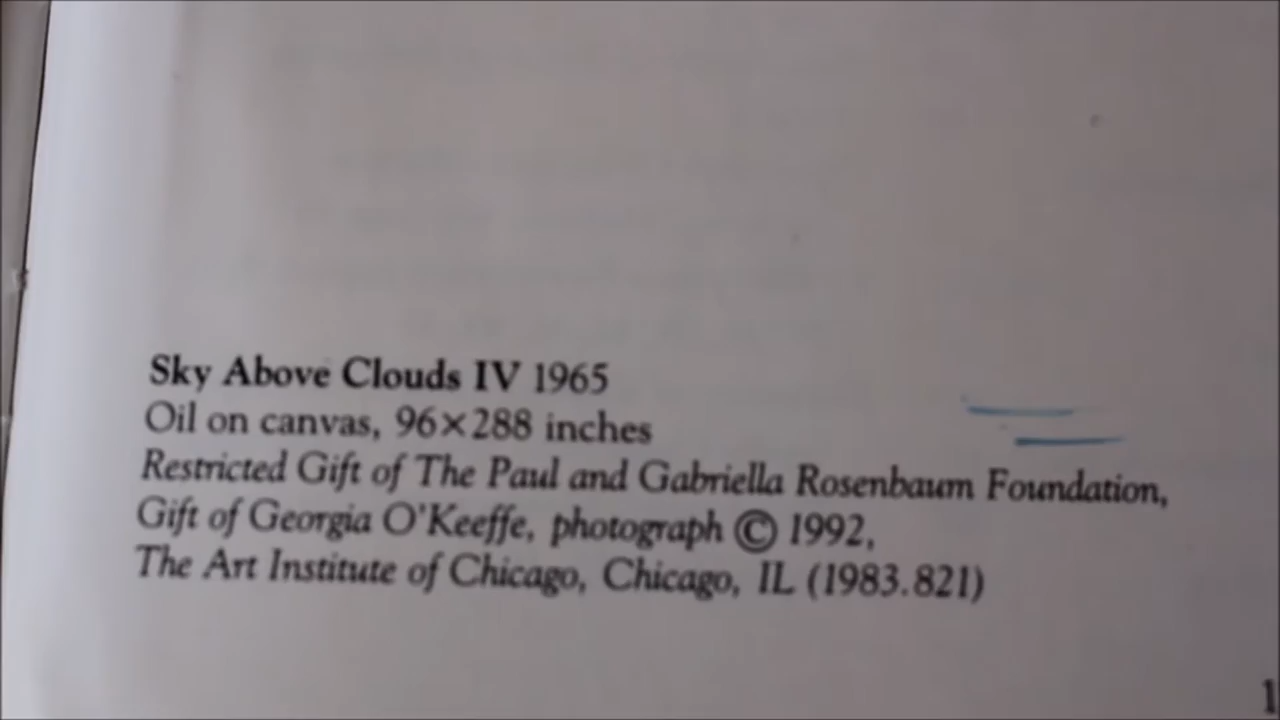 Sky Above Clouds IV 1965
Oil on canvas, 96×288 inches
Restricted Gift of The Paul and Gabriella Rosenbaum Foundation,
Gift of Georgia O'Keeffe, photograph © 1992,
The Art Institute of Chicago, Chicago, IL (1983.821)